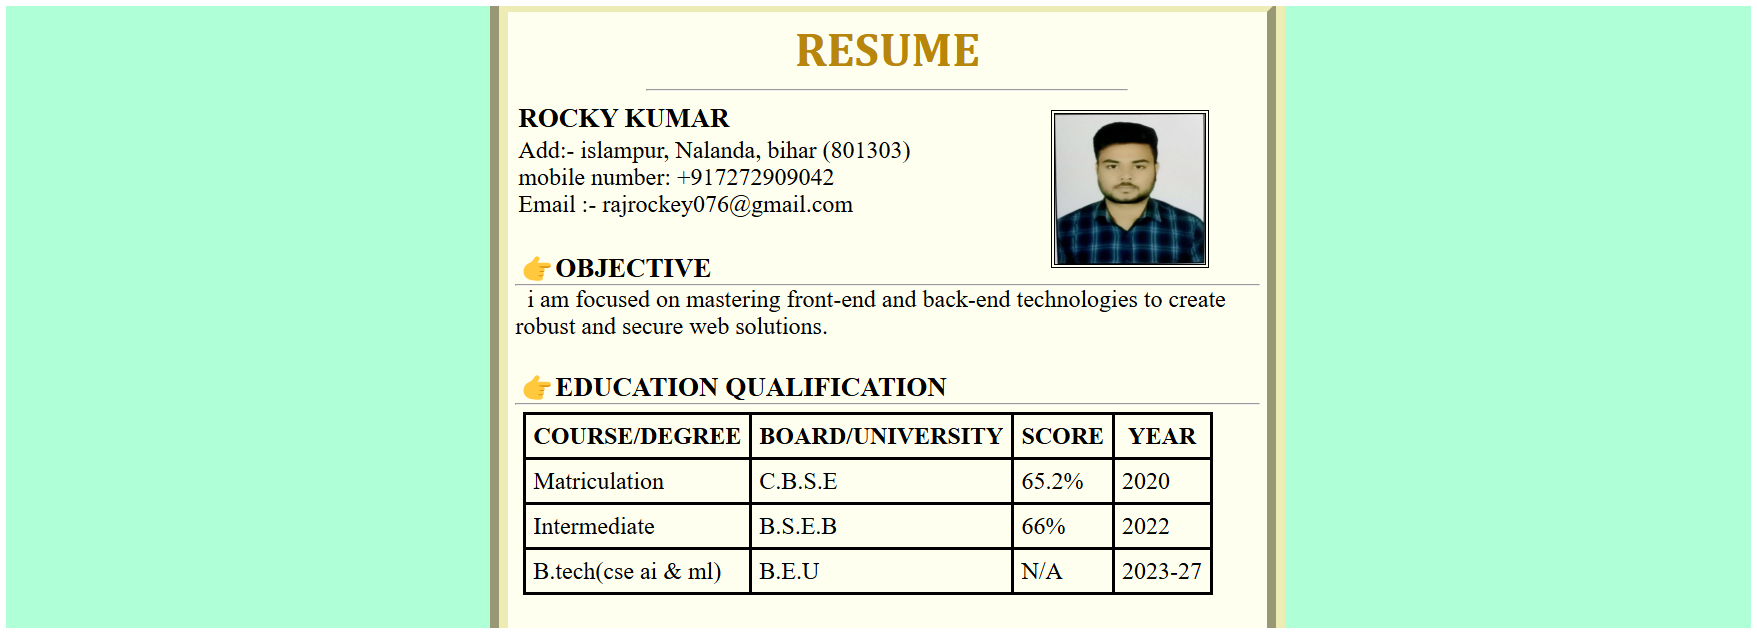 RESUME
ROCKY KUMAR
Add:- islampur, Nalanda, bihar (801303)
mobile number: +917272909042
Email :- rajrockey076@gmail.com
👉OBJECTIVE
i am focused on mastering front-end and back-end technologies to create
robust and secure web solutions.
👉EDUCATION QUALIFICATION
COURSE/DEGREE BOARD/UNIVERSITY SCORE YEAR
Matriculation C.B.S.E 65.2% 2020
Intermediate B.S.E.B 66% 2022
B.tech(cse ai & ml) B.E.U N/A 2023-27